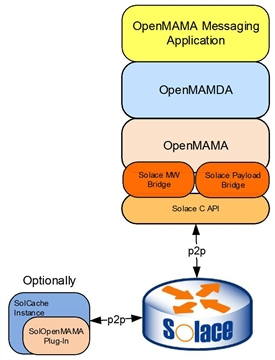 OpenMAMA Messaging
Application
OpenMAMDA
OpenMAMA
Solace MW
Bridge
Solace Payload
Bridge
Solace C API
p2p
Optionally
SolCache
Instance
SolOpenMAMA
Plug-In
p2p
Solace